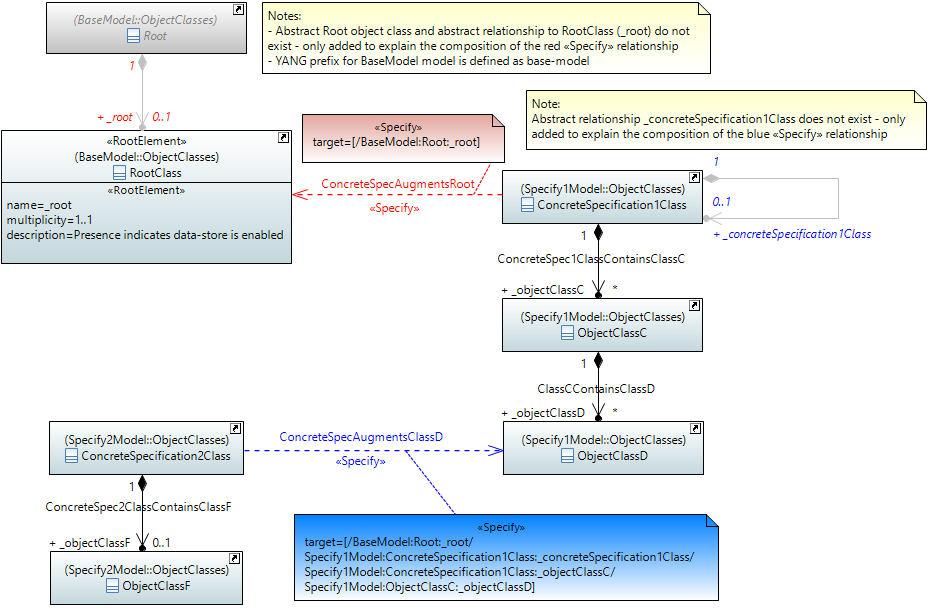 (BaseModel::ObjectClasses)
Root
Notes:
- Abstract Root object class and abstract relationship to RootClass (_root) do not
exist - only added to explain the composition of the red «Specify» relationship
- YANG prefix for BaseModel model is defined as base-model
1
+ _root
0..1
Note:
Abstract relationship _concreteSpecification1Class does not exist - only
added to explain the composition of the blue «Specify» relationship
«RootElement»
(BaseModel::ObjectClasses)
RootClass
«RootElement»
name=_root
multiplicity=1..1
description=Presence indicates data-store is enabled
«Specify»
target=[/BaseModel:Root:_root]
ConcreteSpecAugmentsRoot
«Specify»
(Specify1Model::ObjectClasses)
ConcreteSpecification1Class
1
0..1
+ _concreteSpecification1Class
1
ConcreteSpec1ClassContainsClassC
+ _objectClassC
*
(Specify1Model::ObjectClasses)
ObjectClassC
1
ClassCContainsClassD
+ _objectClassD
*
(Specify2Model::ObjectClasses)
ConcreteSpecification2Class
ConcreteSpecAugmentsClassD
«Specify»
(Specify1Model::ObjectClasses)
ObjectClassD
1
ConcreteSpec2ClassContainsClassF
+ _objectClassF
0..1
(Specify2Model::ObjectClasses)
ObjectClassF
«Specify»
target=[/BaseModel:Root:_root/
Specify1Model:ConcreteSpecification1Class:_concreteSpecification1Class/
Specify1Model:ConcreteSpecification1Class:_objectClassC/
Specify1Model:ObjectClassC:_objectClassD]